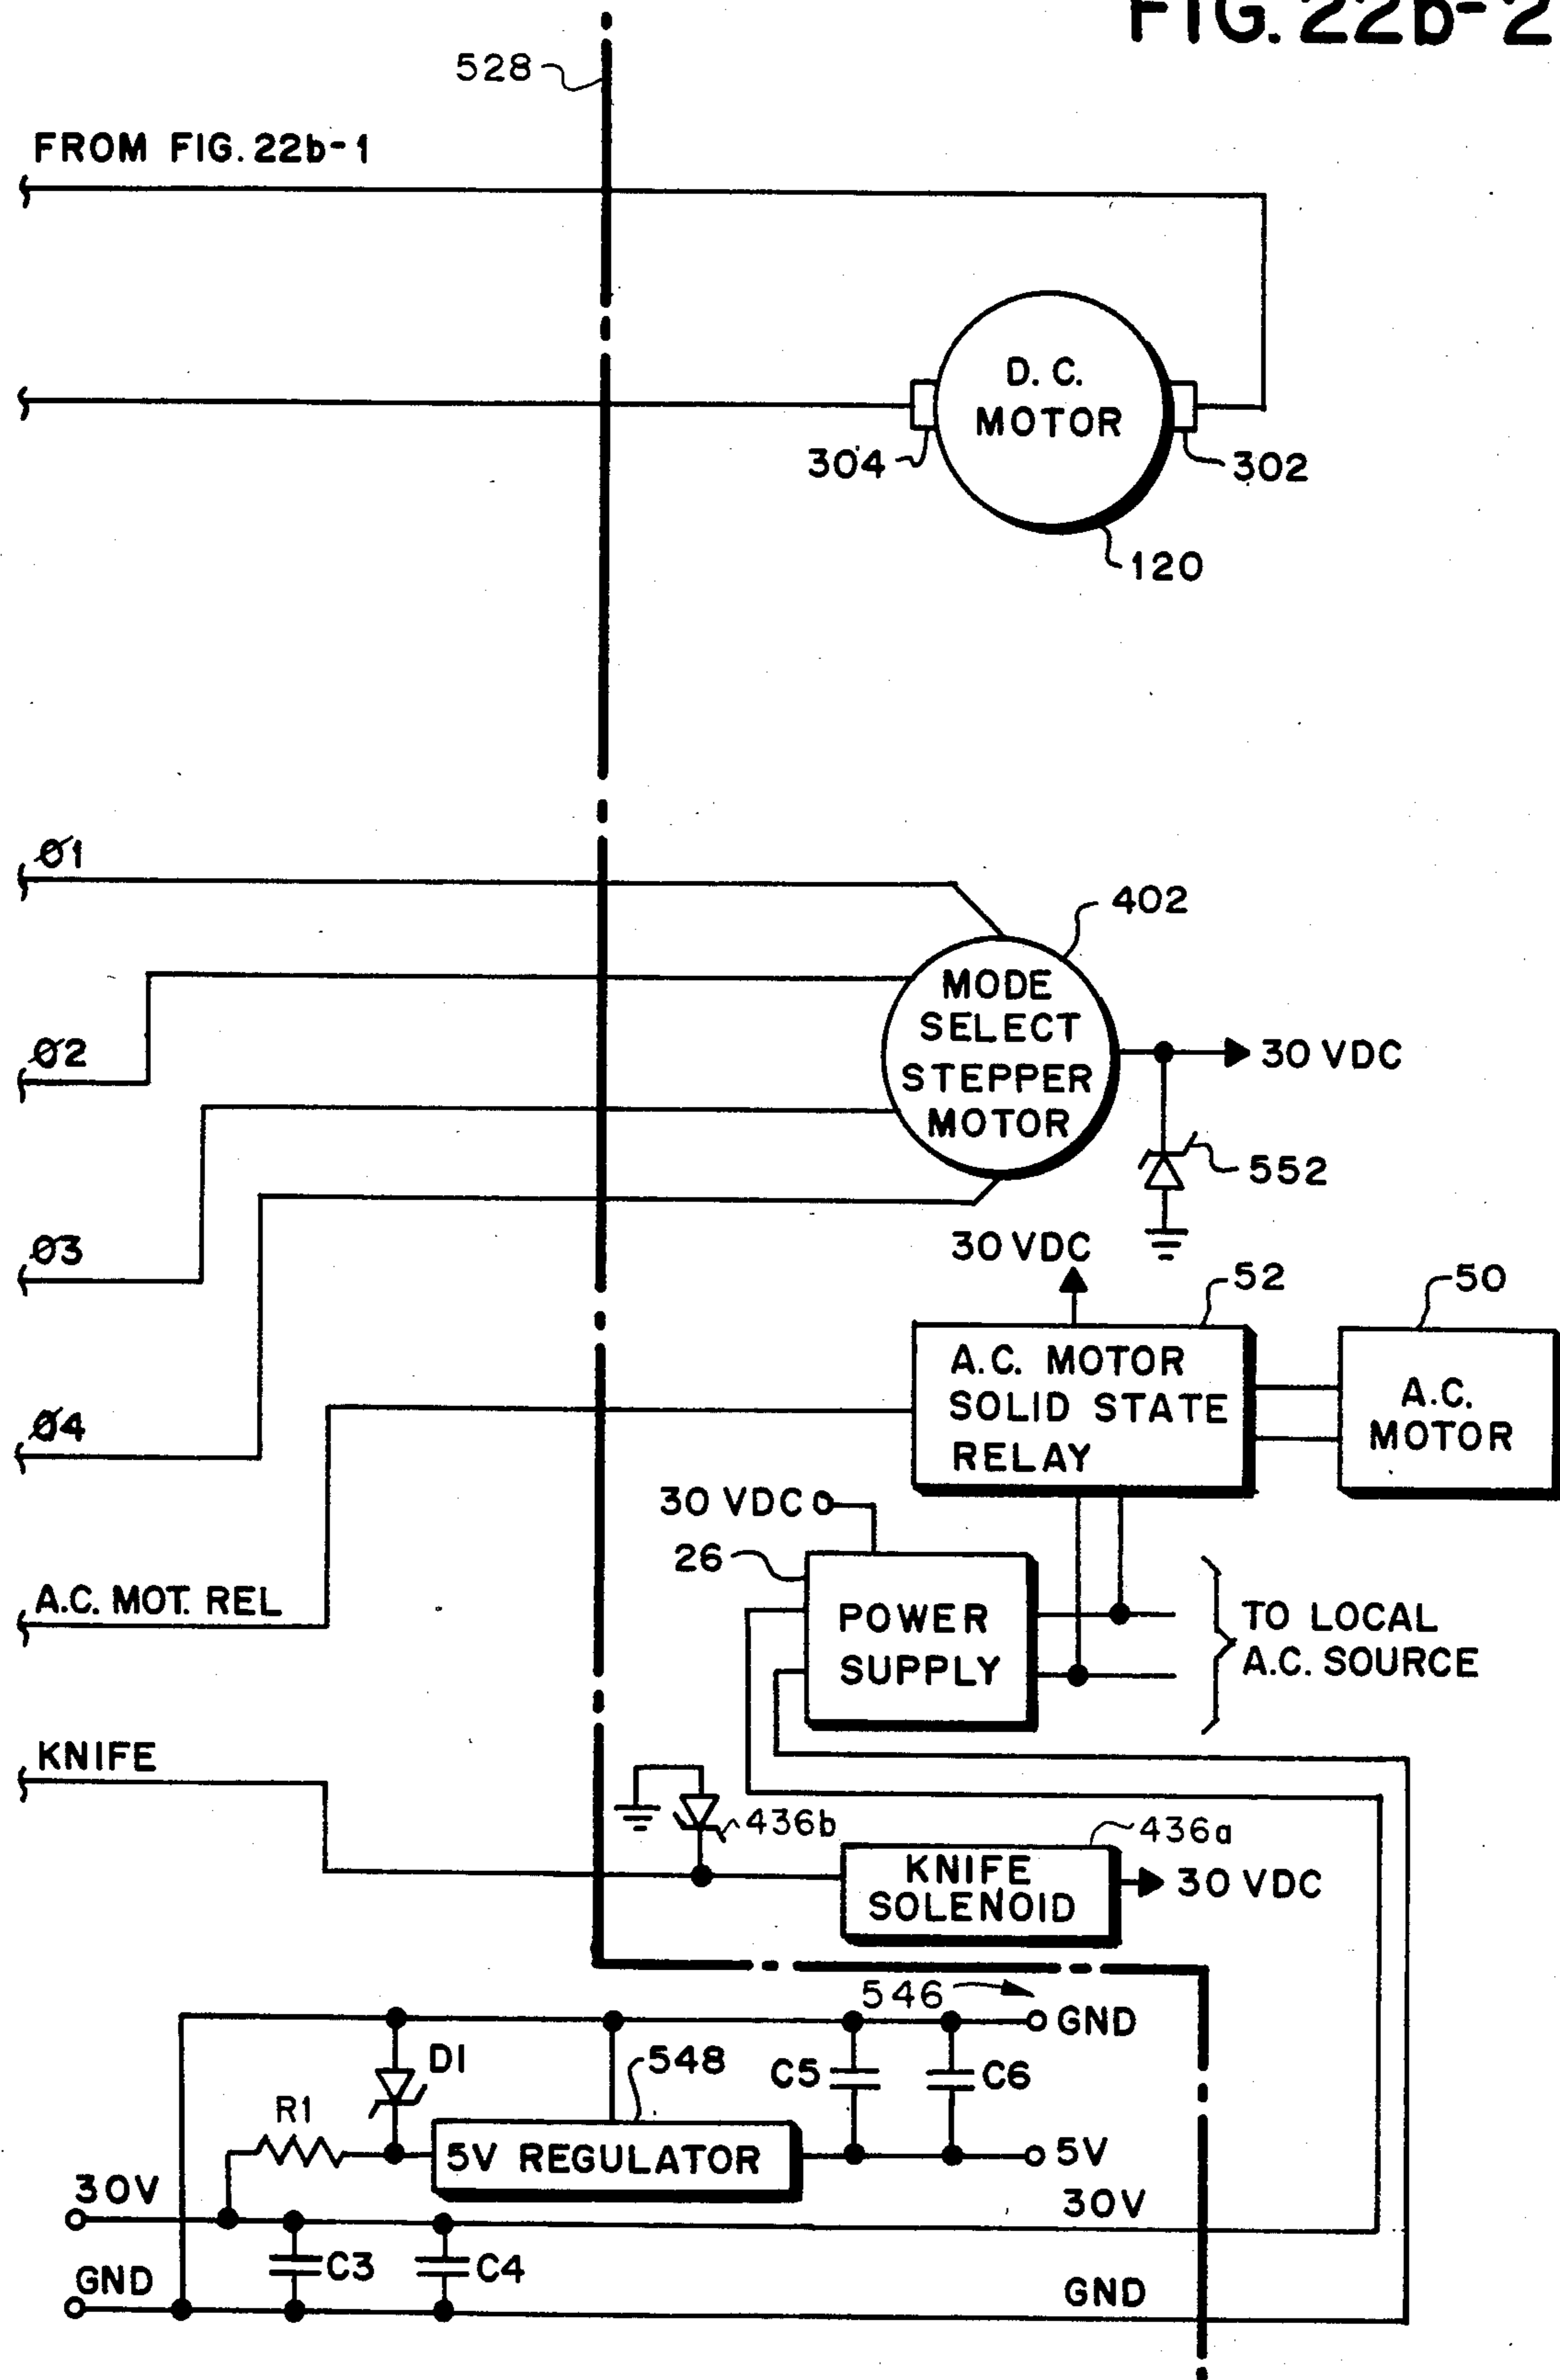 FIG. 22b-2
528
FROM FIG. 22b-1
D. C.
MOTOR
304
302
120
Ø1
402
MODE
SELECT
STEPPER
MOTOR
Ø2
30 VDC
552
Ø3
30 VDC
52
50
A.C. MOTOR
SOLID STATE
RELAY
A.C.
MOTOR
Ø4
30 VDC
26
A.C. MOT. REL
POWER
SUPPLY
TO LOCAL
A.C. SOURCE
KNIFE
436b
436a
KNIFE
SOLENOID
30 VDC
546
GND
D1
548
C5
C6
R1
5V REGULATOR
5V
30V
30V
C3
C4
GND
GND